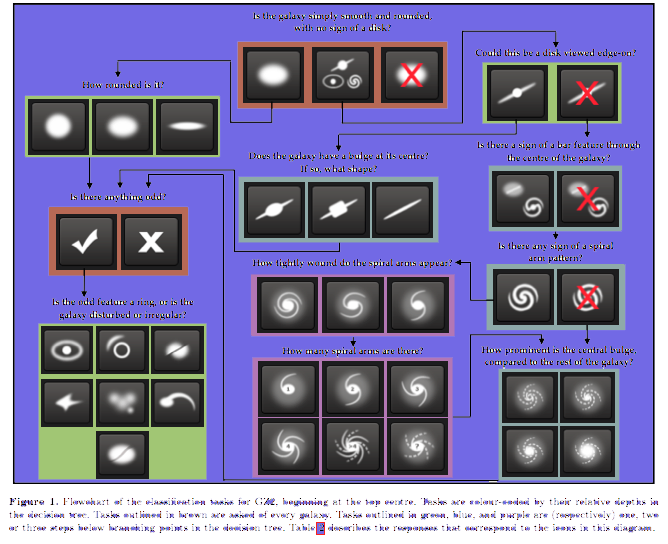 Is the galaxy simply smooth and rounded,
with no sign of a disk?
Could this be a disk viewed edge-on?
How rounded is it?
Is there a sign of a bar feature through
the centre of the galaxy?
Does the galaxy have a bulge at its centre?
If so, what shape?
Is there anything odd?
Is there any sign of a spiral
arm pattern?
How tightly wound do the spiral arms appear?
Is the odd feature a ring, or is the
galaxy disturbed or irregular?
How many spiral arms are there?
How prominent is the central bulge,
compared to the rest of the galaxy?
1 2 3
4
?
Figure 1. Flowchart of the classification tasks for GZ2, beginning at the top centre. Tasks are colour-coded by their relative depths in
the decision tree. Tasks outlined in brown are asked of every galaxy. Tasks outlined in green, blue, and purple are (respectively) one, two
or three steps below branching points in the decision tree. Table 2 describes the responses that correspond to the icons in this diagram.